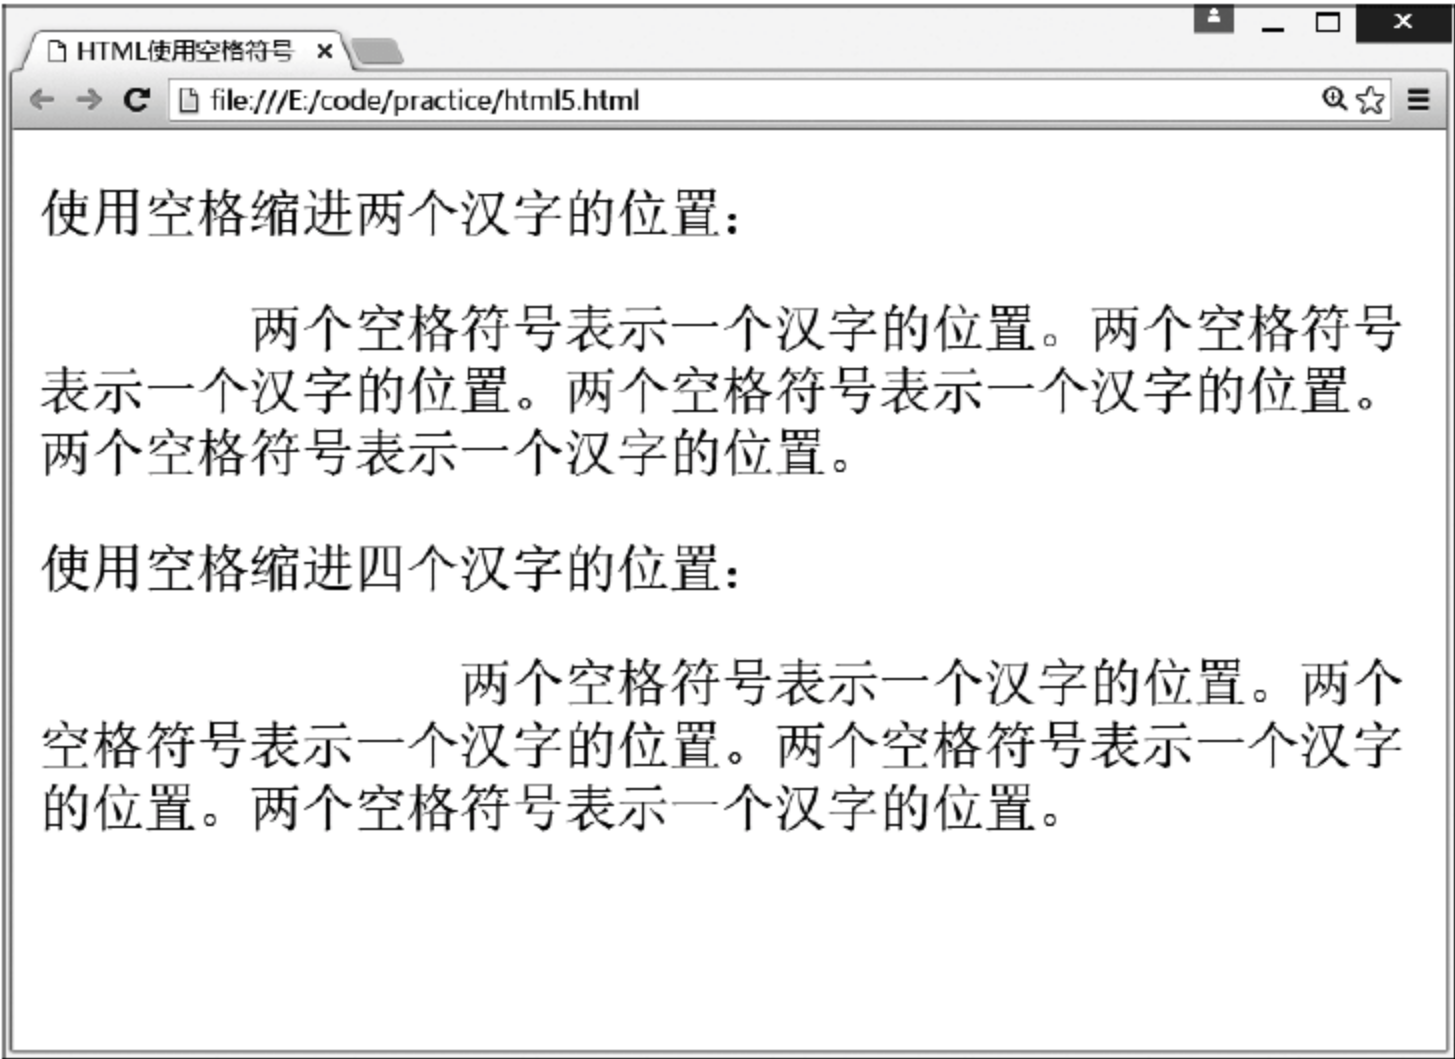 HTML使用空格符号
file:///E:/code/practice/html5.html
使用空格缩进两个汉字的位置：
两个空格符号表示一个汉字的位置。两个空格符号
表示一个汉字的位置。两个空格符号表示一个汉字的位置。
两个空格符号表示一个汉字的位置。
使用空格缩进四个汉字的位置：
两个空格符号表示一个汉字的位置。两个
空格符号表示一个汉字的位置。两个空格符号表示一个汉字
的位置。两个空格符号表示一个汉字的位置。